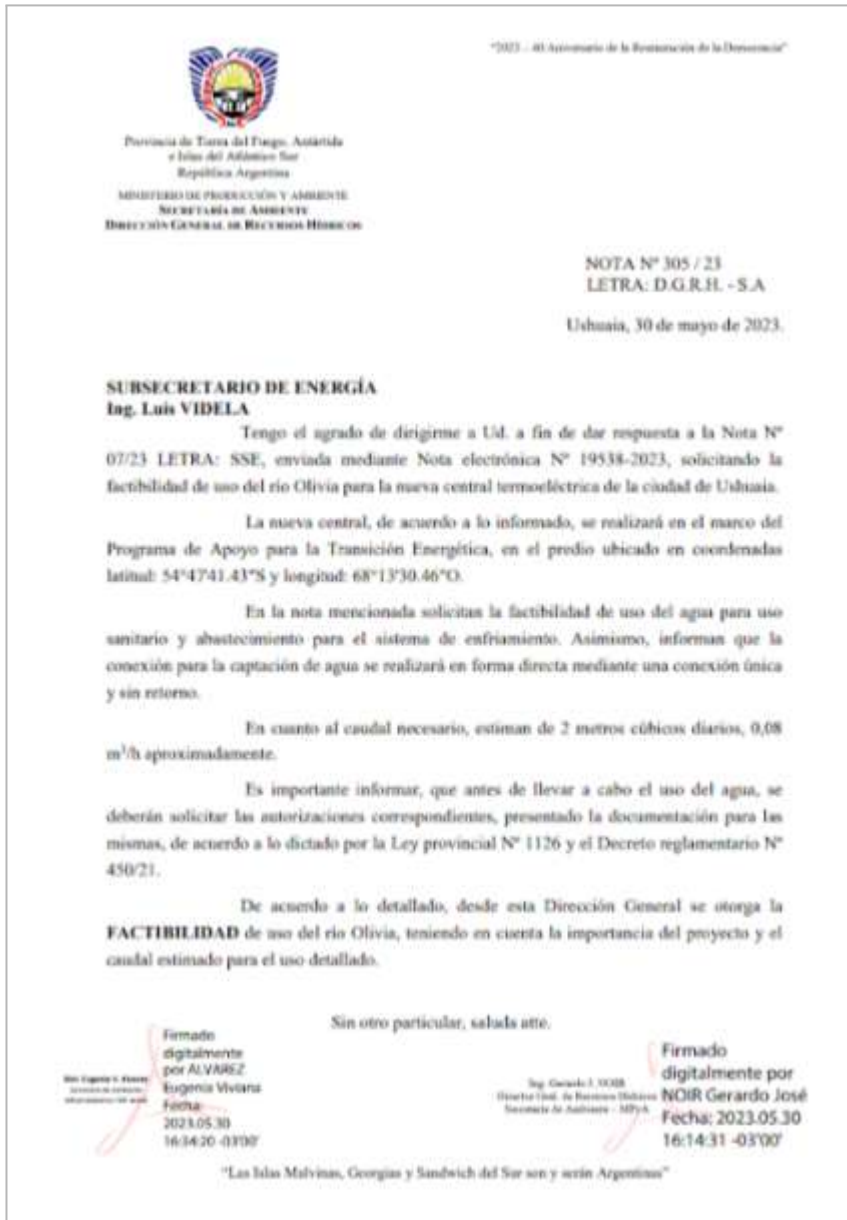 "2023 – 40 Aniversario de la Restauración de la Democracia"
Provincia de Tierra del Fuego, Antártida
e Islas del Atlántico Sur
República Argentina
MINISTERIO DE PRODUCCIÓN Y AMBIENTE
SECRETARÍA DE AMBIENTE
DIRECCIÓN GENERAL DE RECURSOS HÍDRICOS
NOTA Nº 305 / 23
LETRA: D.G.R.H. - S.A
Ushuaia, 30 de mayo de 2023.
SUBSECRETARIO DE ENERGÍA
Ing. Luis VIDELA
Tengo el agrado de dirigirme a Ud. a fin de dar respuesta a la Nota Nº
07/23 LETRA: SSE, enviada mediante Nota electrónica Nº 19538-2023, solicitando la
factibilidad de uso del río Olivia para la nueva central termoeléctrica de la ciudad de Ushuaia.
La nueva central, de acuerdo a lo informado, se realizará en el marco del
Programa de Apoyo para la Transición Energética, en el predio ubicado en coordenadas
latitud: 54°47'41.43"S y longitud: 68°13'30.46"O.
En la nota mencionada solicitan la factibilidad de uso del agua para uso
sanitario y abastecimiento para el sistema de enfriamiento. Asimismo, informan que la
conexión para la captación de agua se realizará en forma directa mediante una conexión única
y sin retorno.
En cuanto al caudal necesario, estiman de 2 metros cúbicos diarios, 0,08
m³/h aproximadamente.
Es importante informar, que antes de llevar a cabo el uso del agua, se
deberán solicitar las autorizaciones correspondientes, presentado la documentación para las
mismas, de acuerdo a lo dictado por la Ley provincial Nº 1126 y el Decreto reglamentario Nº
450/21.
De acuerdo a lo detallado, desde esta Dirección General se otorga la
FACTIBILIDAD de uso del río Olivia, teniendo en cuenta la importancia del proyecto y el
caudal estimado para el uso detallado.
Sin otro particular, saluda atte.
Firmado
digitalmente
por ALVAREZ
Eugenia Viviana
Fecha:
2023.05.30
16:34:20 -03'00'
Ing. Gerardo J. NOIR
Director Gral. de Recursos Hídricos
Secretaría de Ambiente - MPyA
Firmado
digitalmente por
NOIR Gerardo José
Fecha: 2023.05.30
16:14:31 -03'00'
"Las Islas Malvinas, Georgias y Sandwich del Sur son y serán Argentinas"